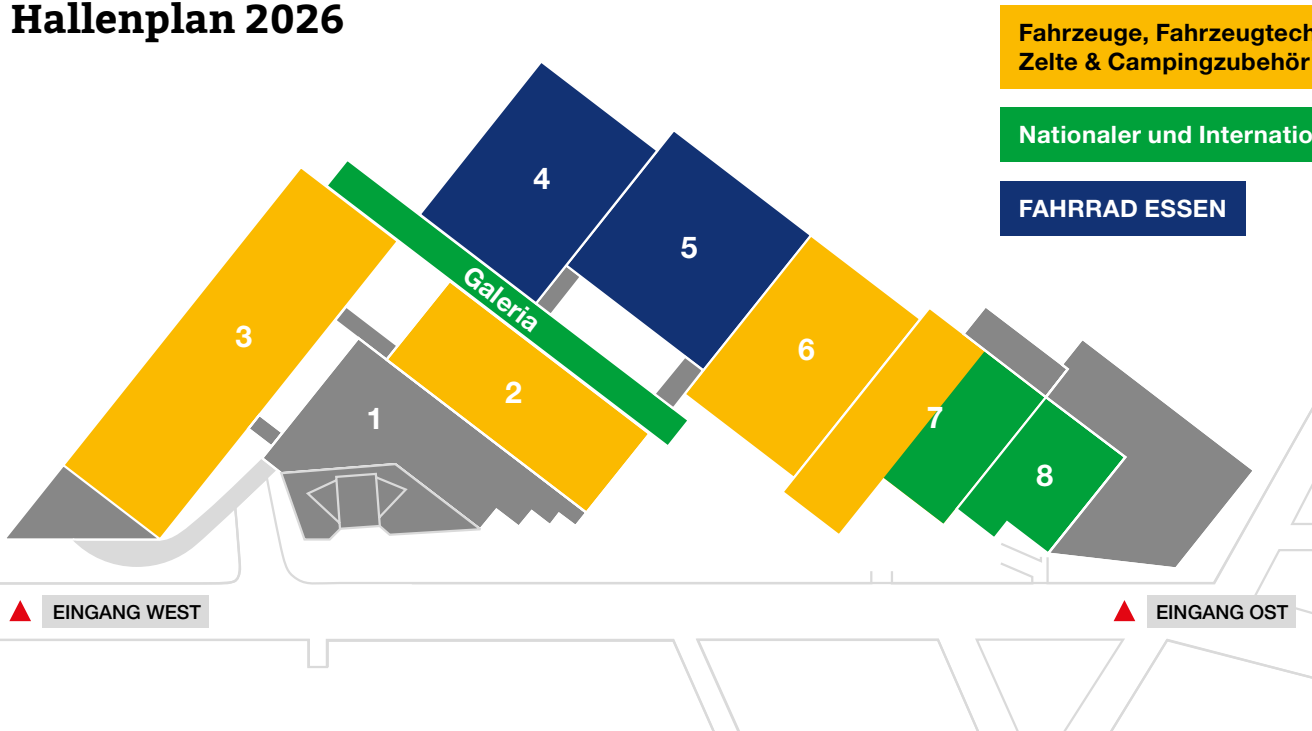 Hallenplan 2026
Fahrzeuge, Fahrzeugtech
Zelte & Campingzubehör
Nationaler und Internatio
FAHRRAD ESSEN
4
5
Galeria
3
6
2
1
7
8
EINGANG WEST
EINGANG OST